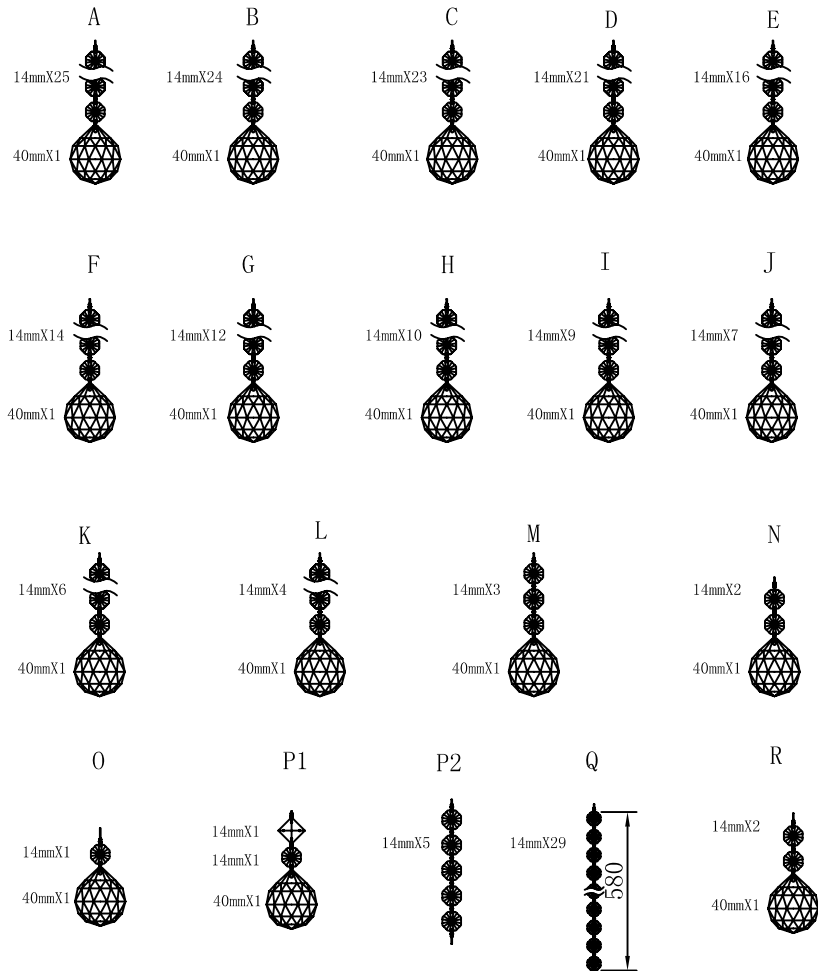 A B C D E
14mmX25 14mmX24 14mmX23 14mmX21 14mmX16
40mmX1 40mmX1 40mmX1 40mmX1 40mmX1
F G H I J
14mmX14 14mmX12 14mmX10 14mmX9 14mmX7
40mmX1 40mmX1 40mmX1 40mmX1 40mmX1
K L M N
14mmX6 14mmX4 14mmX3 14mmX2
40mmX1 40mmX1 40mmX1 40mmX1
O P1 P2 Q R
14mmX1 14mmX1 14mmX5 14mmX29 14mmX2
14mmX1
580
40mmX1 40mmX1 40mmX1